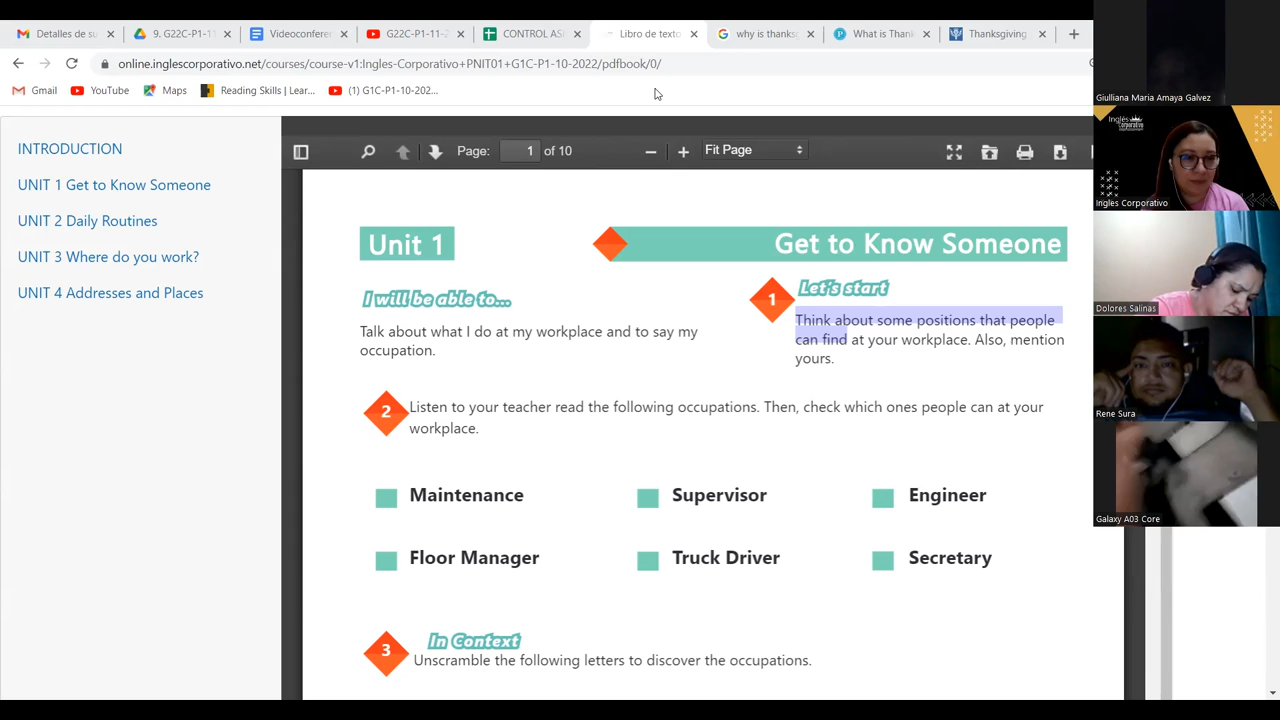 Detalles de su
9. G22C-P1-11
Videoconfere
G22C-P1-11-2
CONTROL ASI
Libro de texto
why is thanks
What is Thank
Thanksgiving
online.inglescorporativo.net/courses/course-v1:Ingles-Corporativo+PNIT01+G1C-P1-10-2022/pdfbook/0/
Gmail
YouTube
Maps
Reading Skills | Lear...
(1) G1C-P1-10-202...
INTRODUCTION
UNIT 1 Get to Know Someone
UNIT 2 Daily Routines
UNIT 3 Where do you work?
UNIT 4 Addresses and Places
Page: 1 of 10
Fit Page
Unit 1
Get to Know Someone
I will be able to...
Talk about what I do at my workplace and to say my
occupation.
1
Let's start
Think about some positions that people
can find at your workplace. Also, mention
yours.
2
Listen to your teacher read the following occupations. Then, check which ones people can at your
workplace.
Maintenance
Supervisor
Engineer
Floor Manager
Truck Driver
Secretary
3
In Context
Unscramble the following letters to discover the occupations.
Giulliana Maria Amaya Galvez
Inglés
Corporativo
Ingles Corporativo
Dolores Salinas
Rene Sura
Galaxy A03 Core